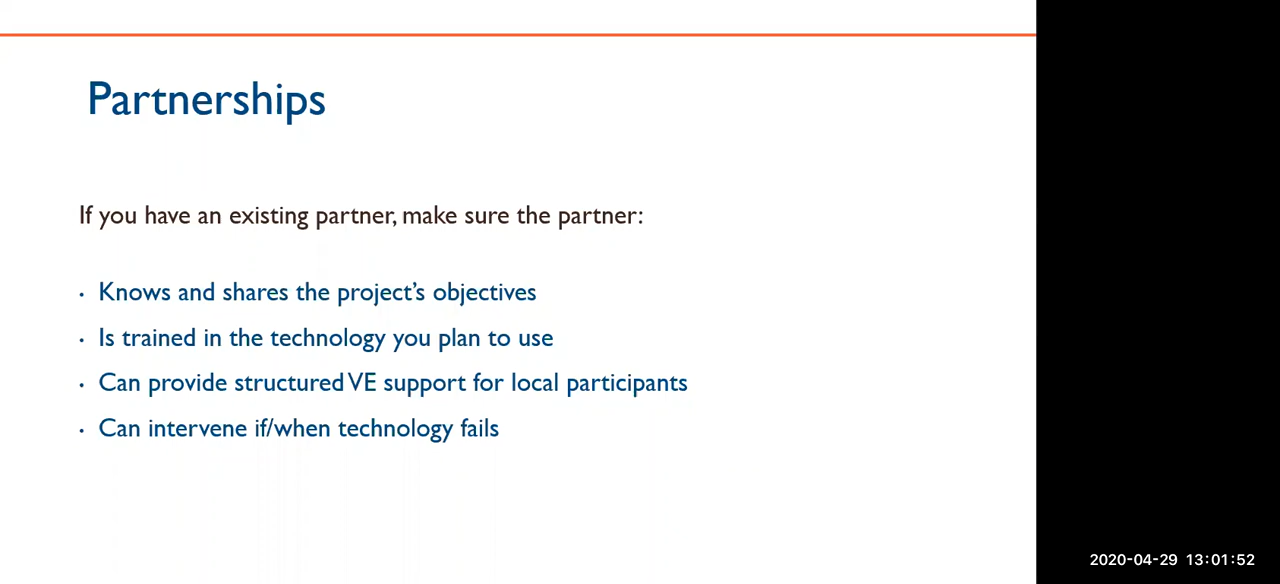 Partnerships
If you have an existing partner, make sure the partner:
• Knows and shares the project’s objectives
• Is trained in the technology you plan to use
• Can provide structured VE support for local participants
• Can intervene if/when technology fails
2020-04-29 13:01:52